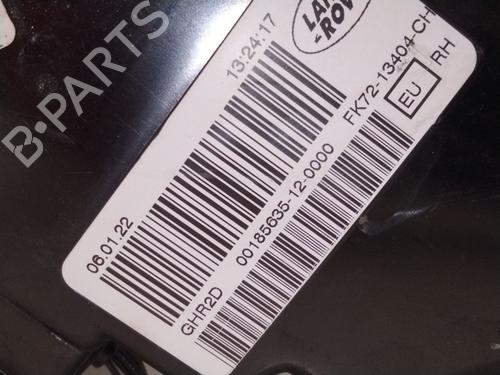 B-PARTS
LAND
-ROVER
13:24:17
06.01.22
FK72-13404-CH
EU
RH
00185635-12-0000
GHR2D